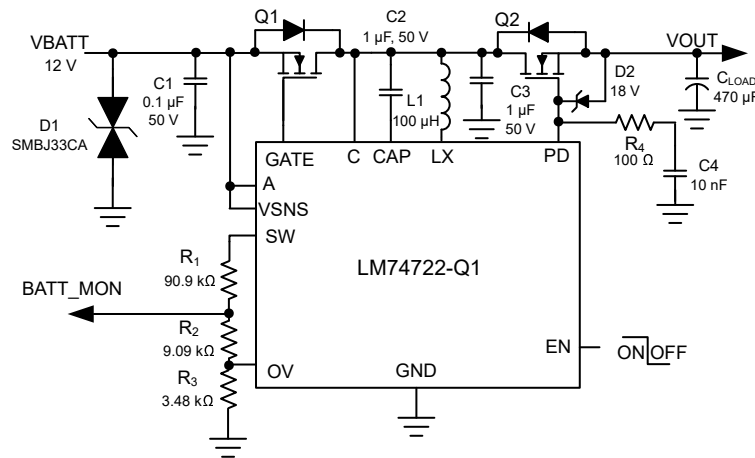 Q1
C2
1 µF, 50 V
Q2
VBATT
12 V
VOUT
D2
18 V
C1
0.1 µF
50 V
L1
100 µH
C3
1 µF
50 V
CLOAD
470 µF
D1
SMBJ33CA
R4
100 Ω
C4
10 nF
GATE
C
CAP
LX
PD
A
VSNS
SW
LM74722-Q1
R1
90.9 kΩ
BATT_MON
R2
9.09 kΩ
EN
ON OFF
OV
GND
R3
3.48 kΩ